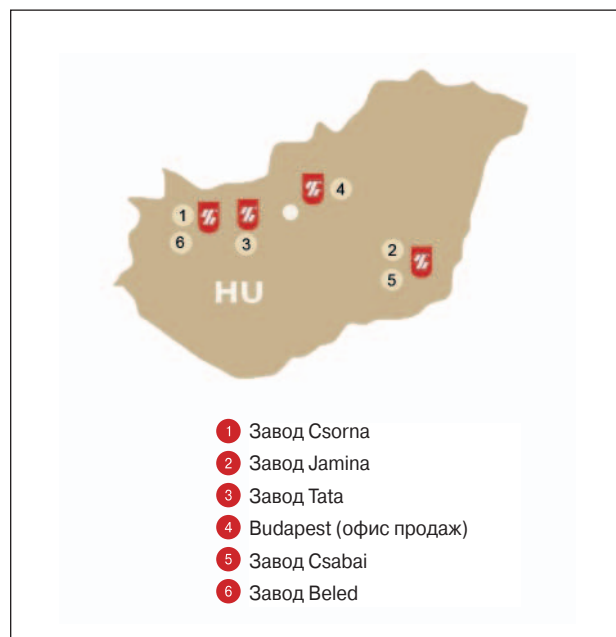 4
1
6
3
2
5
HU
1 Завод Csorna
2 Завод Jamina
3 Завод Tata
4 Budapest (офис продаж)
5 Завод Csabai
6 Завод Beled